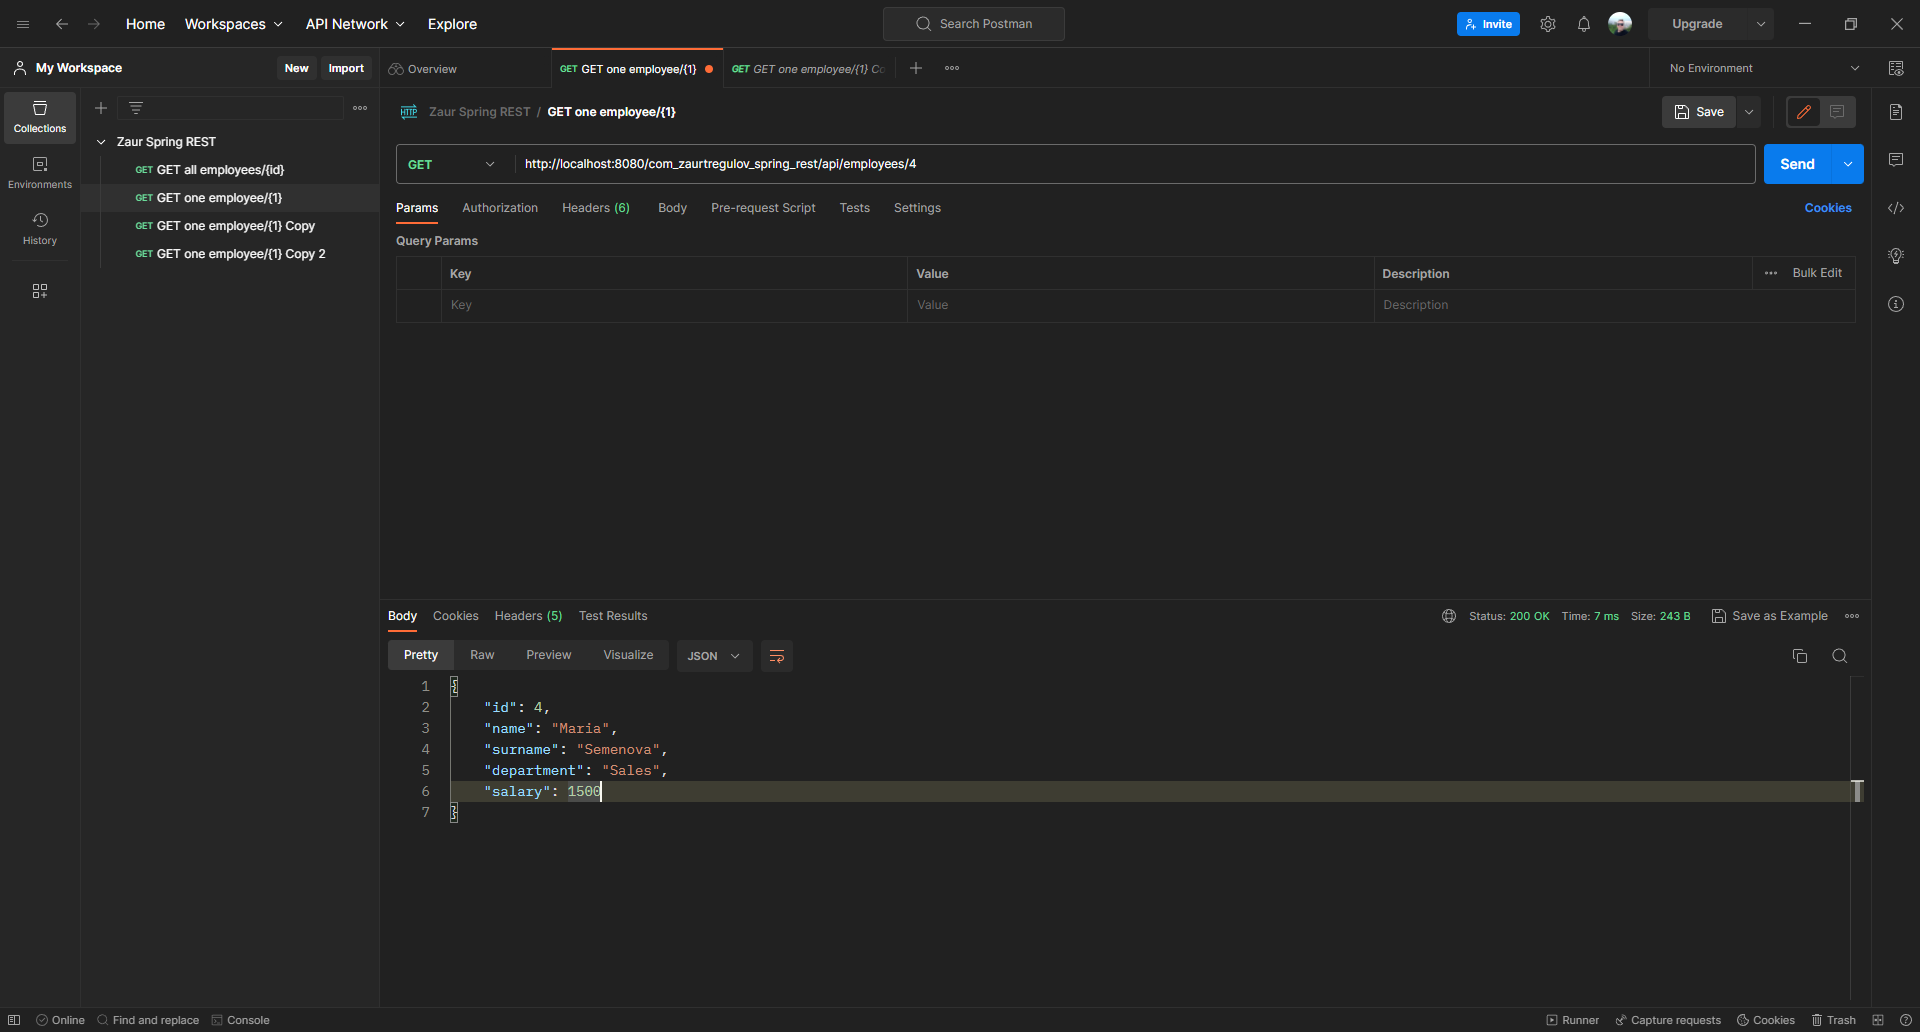 Home Workspaces API Network Explore Search Postman Invite Upgrade
My Workspace New Import Overview GET GET one employee/{1} GET GET one employee/{1} Co No Environment
Collections
Environments
History
Zaur Spring REST
GET GET all employees/{id}
GET GET one employee/{1}
GET GET one employee/{1} Copy
GET GET one employee/{1} Copy 2
HTTP Zaur Spring REST / GET one employee/{1} Save
GET http://localhost:8080/com_zaurtregulov_spring_rest/api/employees/4 Send
Params Authorization Headers (6) Body Pre-request Script Tests Settings Cookies
Query Params
Key Value Description Bulk Edit
Key Value Description
Body Cookies Headers (5) Test Results Status: 200 OK Time: 7 ms Size: 243 B Save as Example
Pretty Raw Preview Visualize JSON
1 {
2 "id": 4,
3 "name": "Maria",
4 "surname": "Semenova",
5 "department": "Sales",
6 "salary": 1500
7 }
Online Find and replace Console Runner Capture requests Cookies Trash